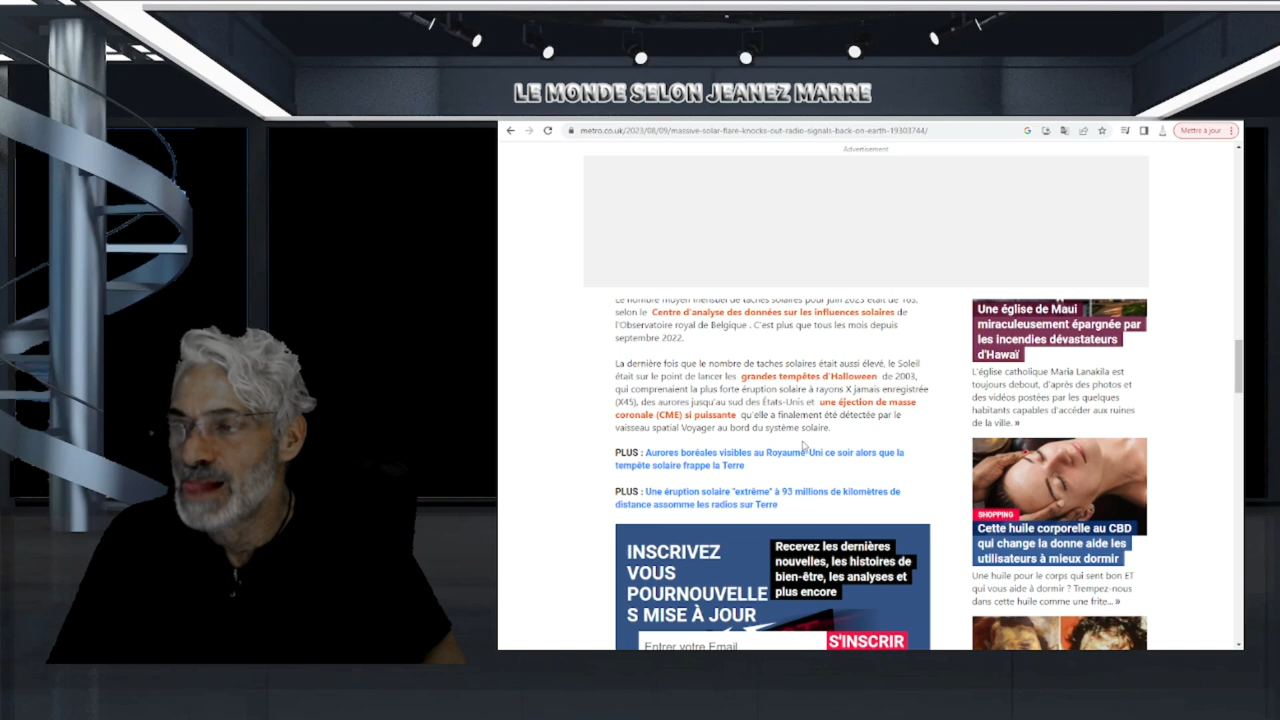 LE MONDE SELON JEANEZ MARRE
metro.co.uk/2023/08/09/massive-solar-flare-knocks-out-radio-signals-back-on-earth-19303744/
Mettre à jour
Advertisement
Le nombre moyen mensuel de taches solaires pour juin 2023 était de 163,
selon le Centre d'analyse des données sur les influences solaires de
l'Observatoire royal de Belgique . C'est plus que tous les mois depuis
septembre 2022.
La dernière fois que le nombre de taches solaires était aussi élevé, le Soleil
était sur le point de lancer les grandes tempêtes d'Halloween de 2003,
qui comprenaient la plus forte éruption solaire à rayons X jamais enregistrée
(X45), des aurores jusqu'au sud des États-Unis et une éjection de masse
coronale (CME) si puissante qu'elle a finalement été détectée par le
vaisseau spatial Voyager au bord du système solaire.
PLUS : Aurores boréales visibles au Royaume-Uni ce soir alors que la
tempête solaire frappe la Terre
PLUS : Une éruption solaire "extrême" à 93 millions de kilomètres de
distance assomme les radios sur Terre
INSCRIVEZ
VOUS
POURNOUVELLE
S MISE À JOUR
Recevez les dernières
nouvelles, les histoires de
bien-être, les analyses et
plus encore
Entrer votre Email
S'INSCRIR
Une église de Maui
miraculeusement épargnée par
les incendies dévastateurs
d'Hawaï
L'église catholique Maria Lanakila est
toujours debout, d'après des photos et
des vidéos postées par les quelques
habitants capables d'accéder aux ruines
de la ville. »
SHOPPING
Cette huile corporelle au CBD
qui change la donne aide les
utilisateurs à mieux dormir
Une huile pour le corps qui sent bon ET
qui vous aide à dormir ? Trempez-nous
dans cette huile comme une frite... »